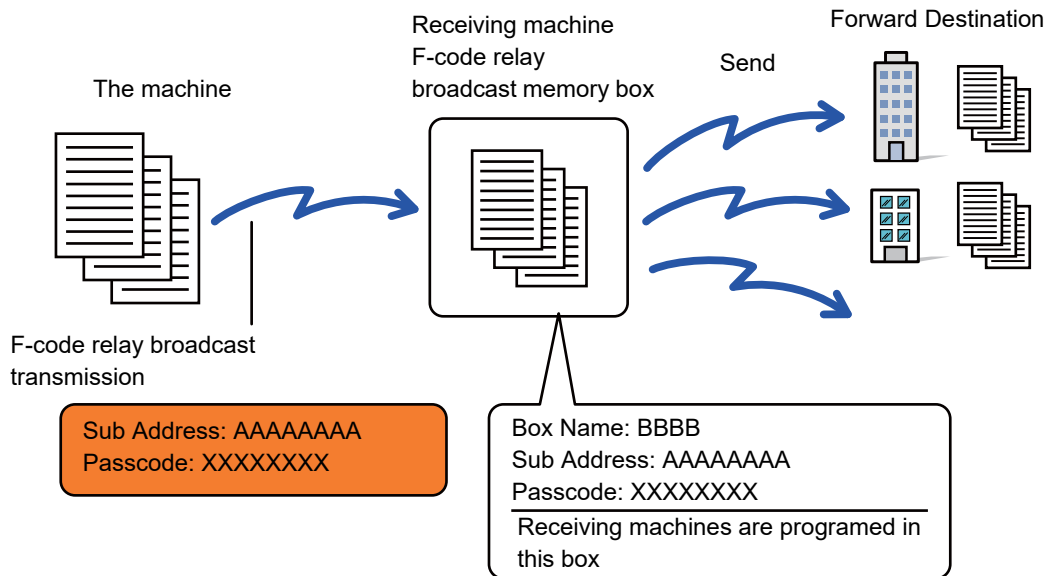 The machine
Receiving machine
F-code relay
broadcast memory box
Send
Forward Destination
F-code relay broadcast
transmission
Sub Address: AAAAAAAA
Passcode: XXXXXXXX
Box Name: BBBB
Sub Address: AAAAAAAA
Passcode: XXXXXXXX
Receiving machines are programed in
this box